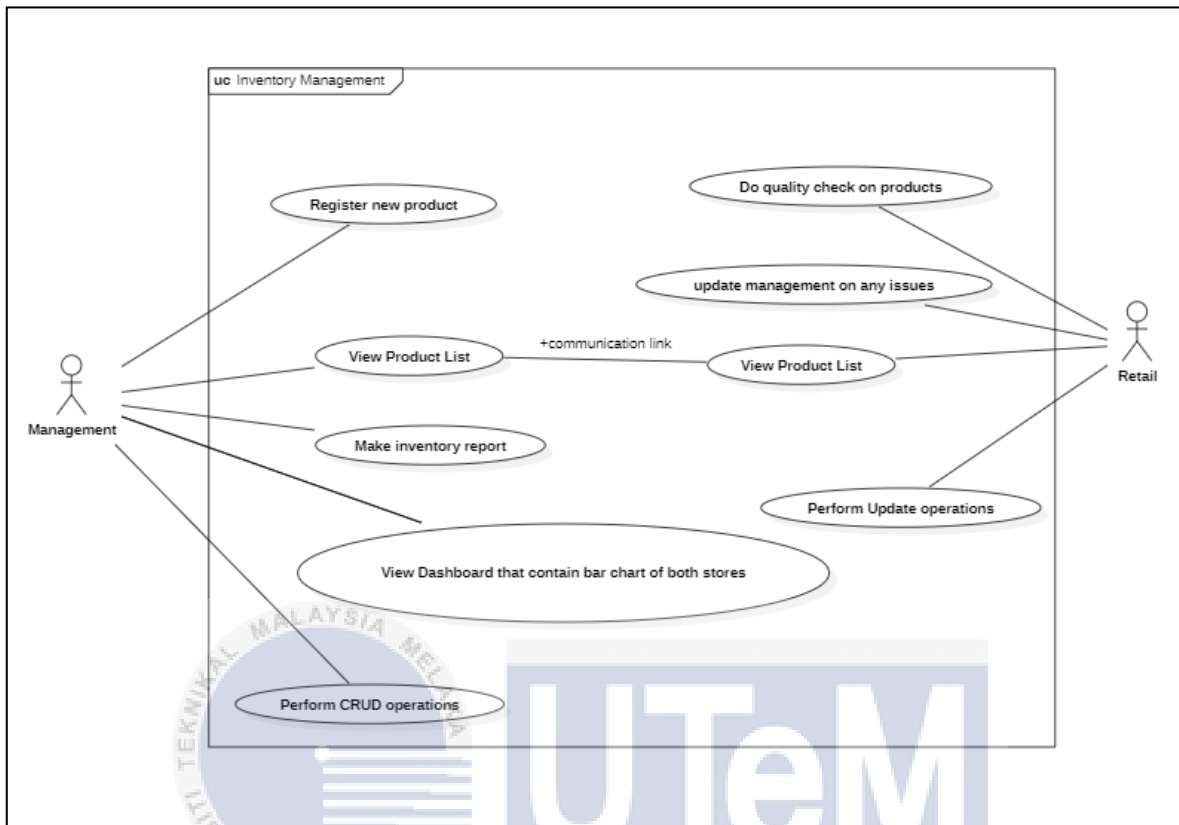 uc Inventory Management
Do quality check on products
Register new product
update management on any issues
+communication link
View Product List
View Product List
Retail
Management
Make inventory report
Perform Update operations
View Dashboard that contain bar chart of both stores
Perform CRUD operations
TEKNIKAL MALAYSIA MELAKA
UTeM